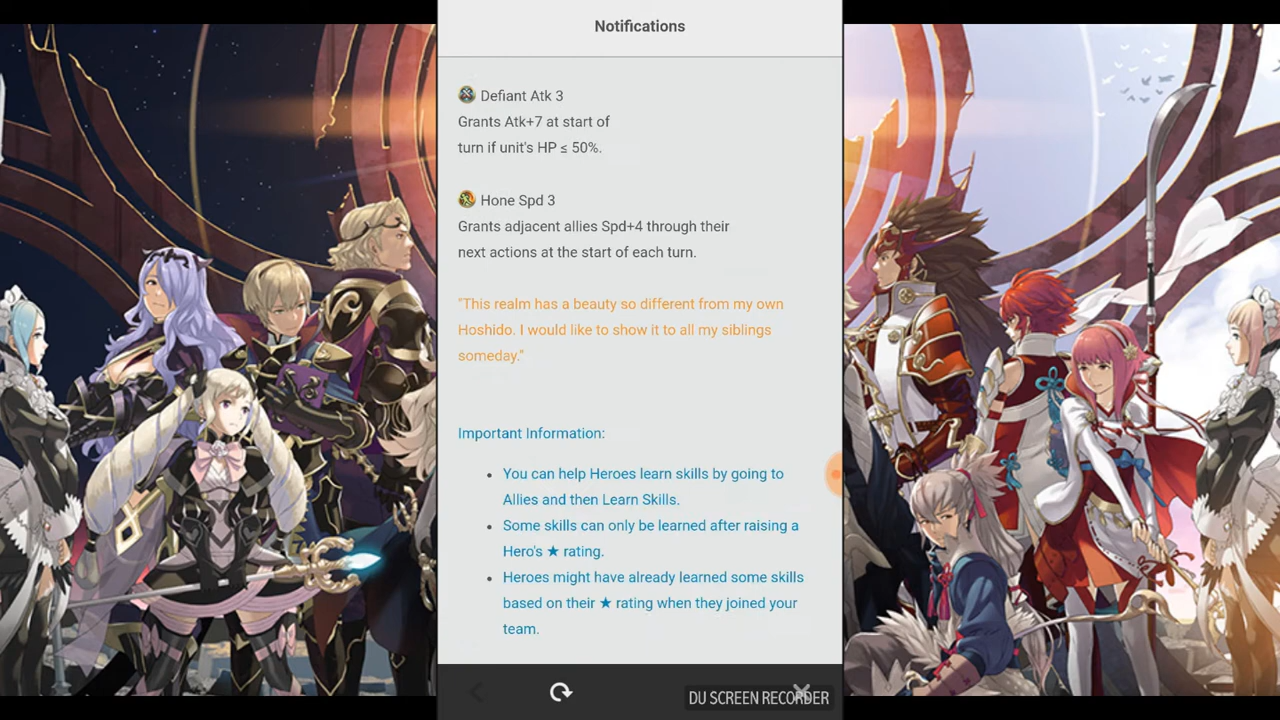 Notifications
Defiant Atk 3
Grants Atk+7 at start of
turn if unit's HP ≤ 50%.
Hone Spd 3
Grants adjacent allies Spd+4 through their
next actions at the start of each turn.
"This realm has a beauty so different from my own
Hoshido. I would like to show it to all my siblings
someday."
Important Information:
• You can help Heroes learn skills by going to
Allies and then Learn Skills.
• Some skills can only be learned after raising a
Hero's ★ rating.
• Heroes might have already learned some skills
based on their ★ rating when they joined your
team.
DU SCREEN RECORDER